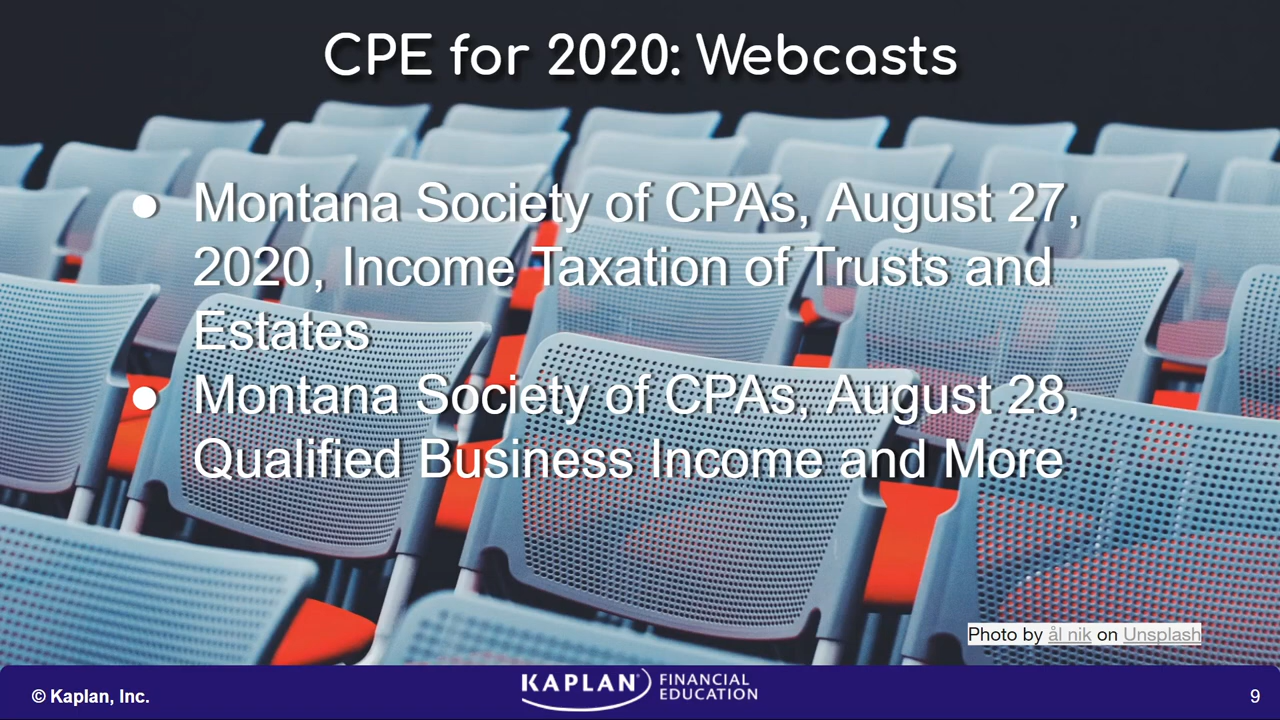 CPE for 2020: Webcasts
● Montana Society of CPAs, August 27,
2020, Income Taxation of Trusts and
Estates
● Montana Society of CPAs, August 28,
Qualified Business Income and More
Photo by ål nik on Unsplash
© Kaplan, Inc.
KAPLAN® FINANCIAL
EDUCATION
9